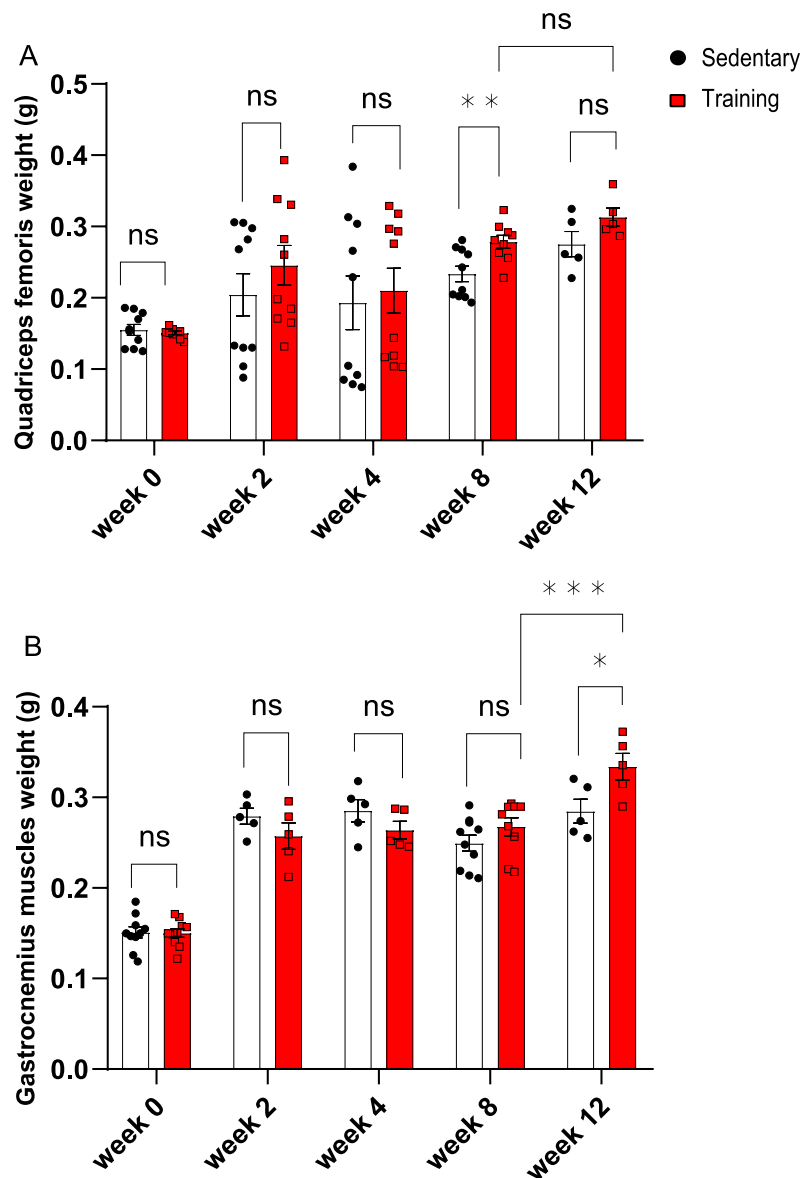 A
ns
Sedentary
Training
Quadriceps femoris weight (g)
0.5
0.4
0.3
0.2
0.1
0.0
ns
ns
ns
**
ns
week 0
week 2
week 4
week 8
week 12
B
***
*
Gastrocnemius muscles weight (g)
0.4
0.3
0.2
0.1
0.0
ns
ns
ns
ns
week 0
week 2
week 4
week 8
week 12